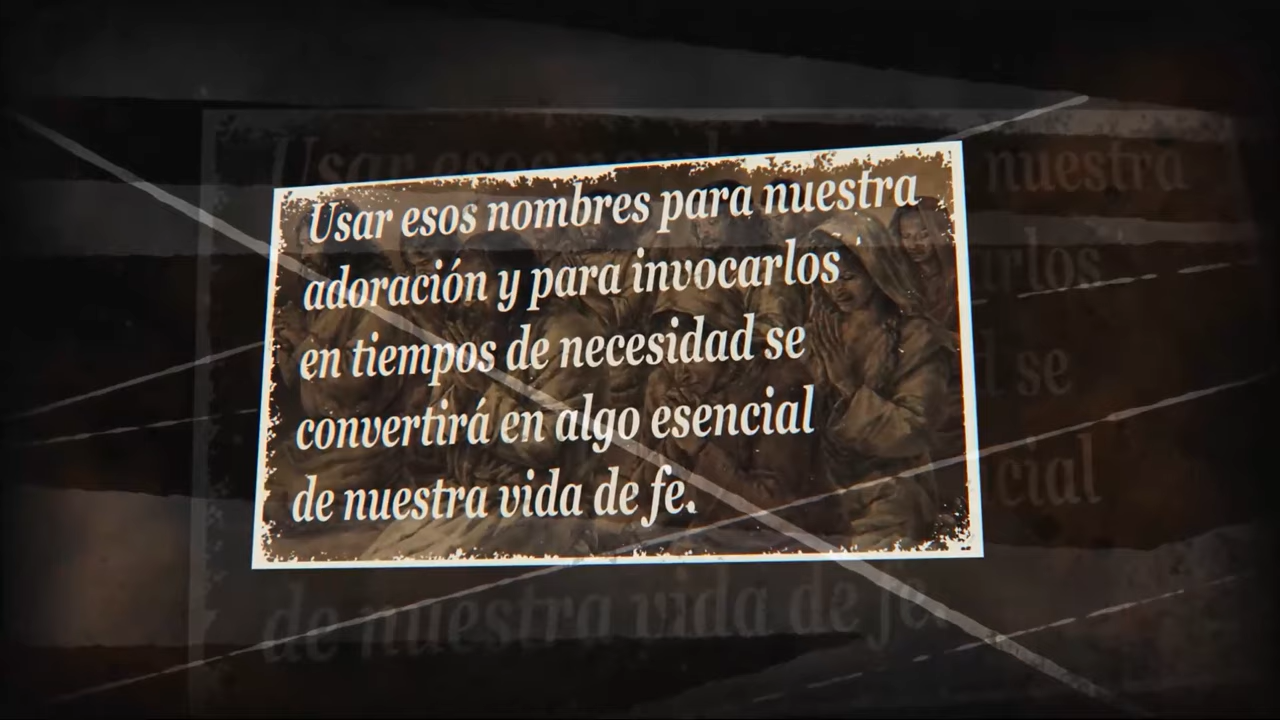 Usar esos nombres para nuestra
adoración y para invocarlos
en tiempos de necesidad se
convertirá en algo esencial
de nuestra vida de fe.